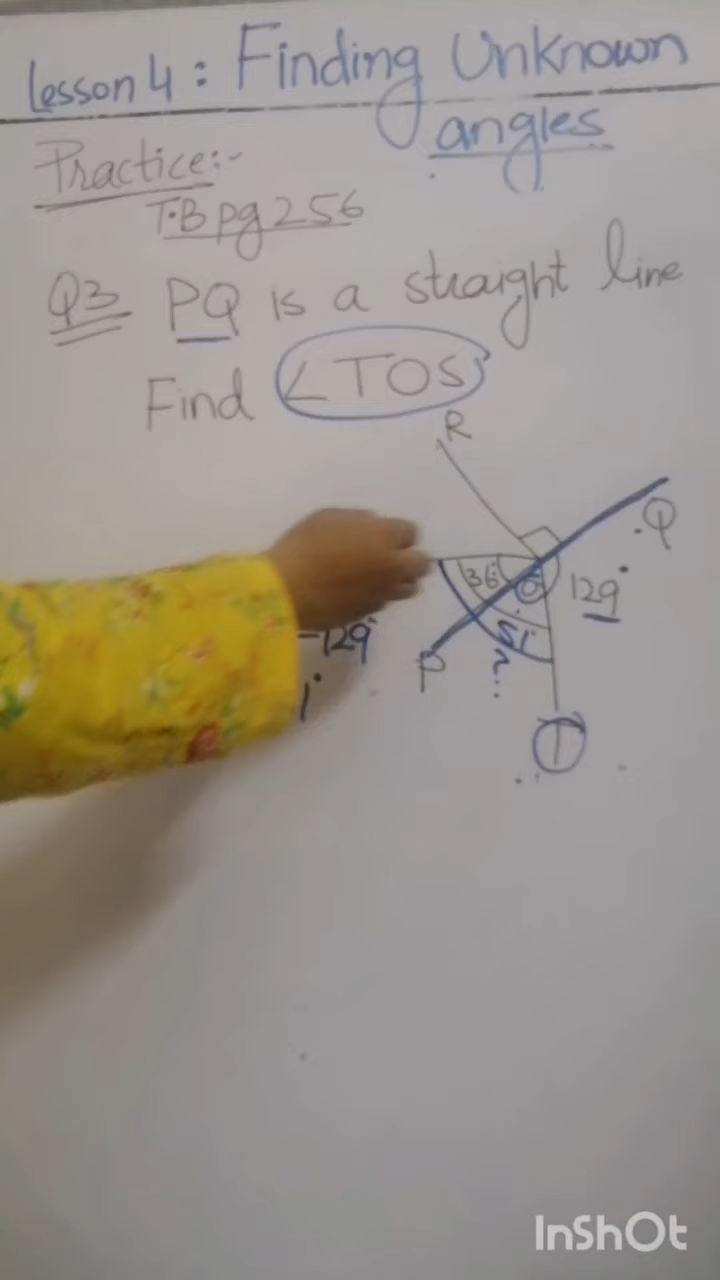 Lesson 4 : Finding Unknown
angles
Practice:-
T.B pg 256
Q3 PQ is a straight line
Find ∠TOS
R
Q
36°
O
129°
51°
-129°
P
T
InShOt